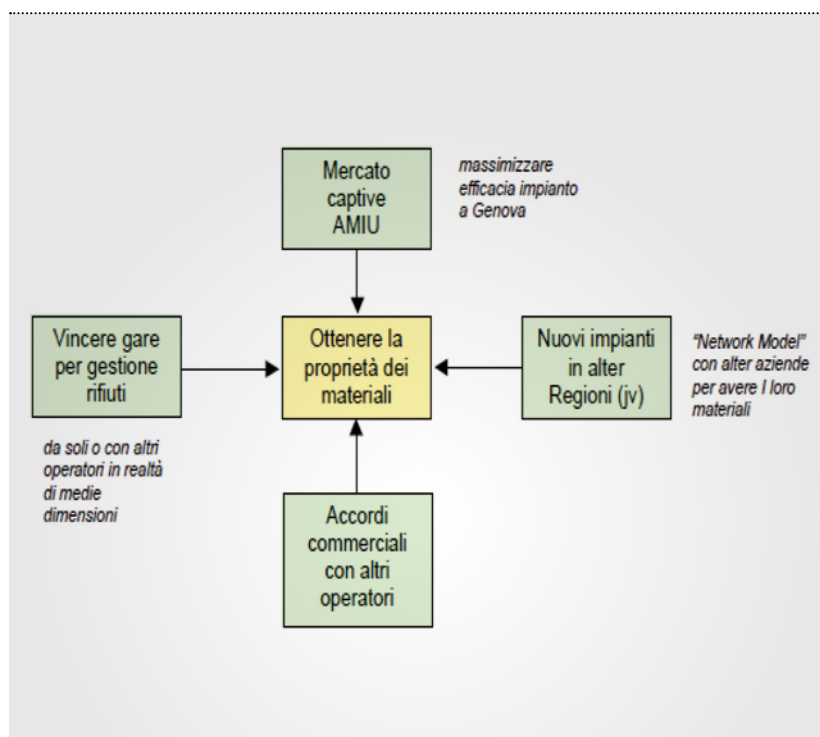 Mercato
captive
AMIU
massimizzare
efficacia impianto
a Genova
Vincere gare
per gestione
rifiuti
da soli o con altri
operatori in realtà
di medie
dimensioni
Ottenere la
proprietà dei
materiali
Nuovi impianti
in alter
Regioni (jv)
“Network Model”
con alter aziende
per avere I loro
materiali
Accordi
commerciali
con altri
operatori